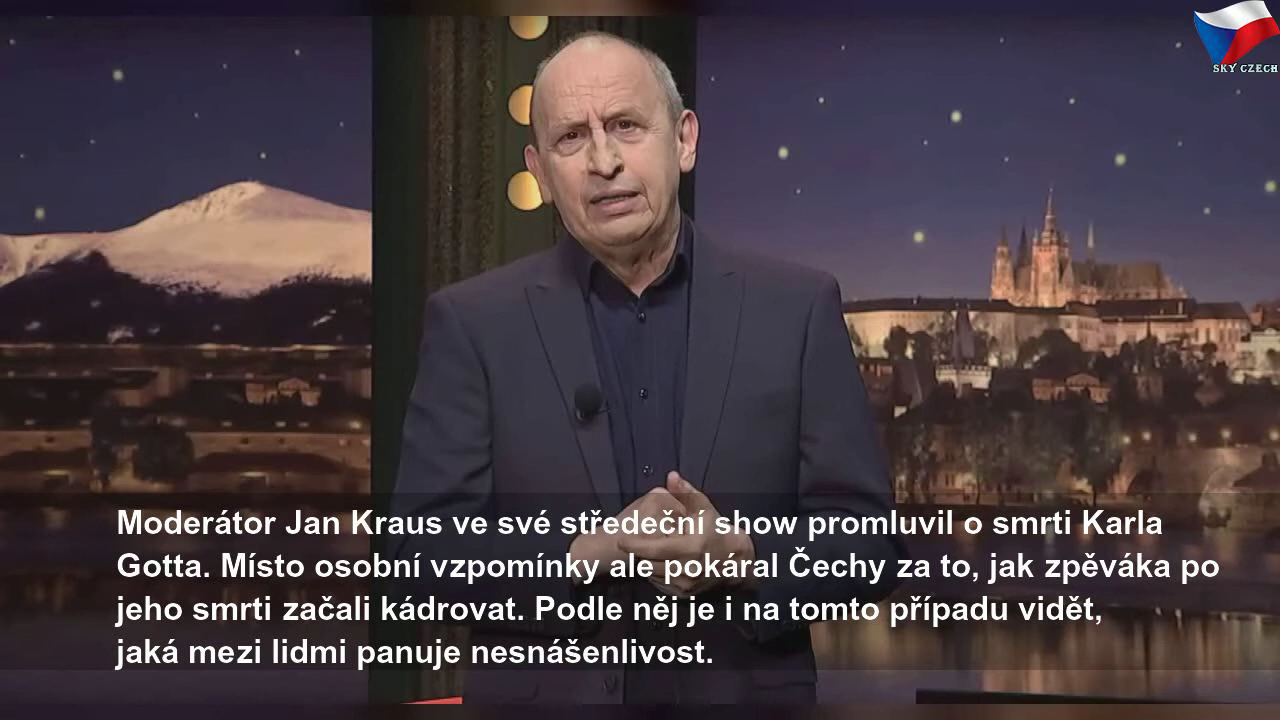 SKY CZECH
Moderátor Jan Kraus ve své středeční show promluvil o smrti Karla
Gotta. Místo osobní vzpomínky ale pokáral Čechy za to, jak zpěváka po
jeho smrti začali kádrovat. Podle něj je i na tomto případu vidět,
jaká mezi lidmi panuje nesnášenlivost.